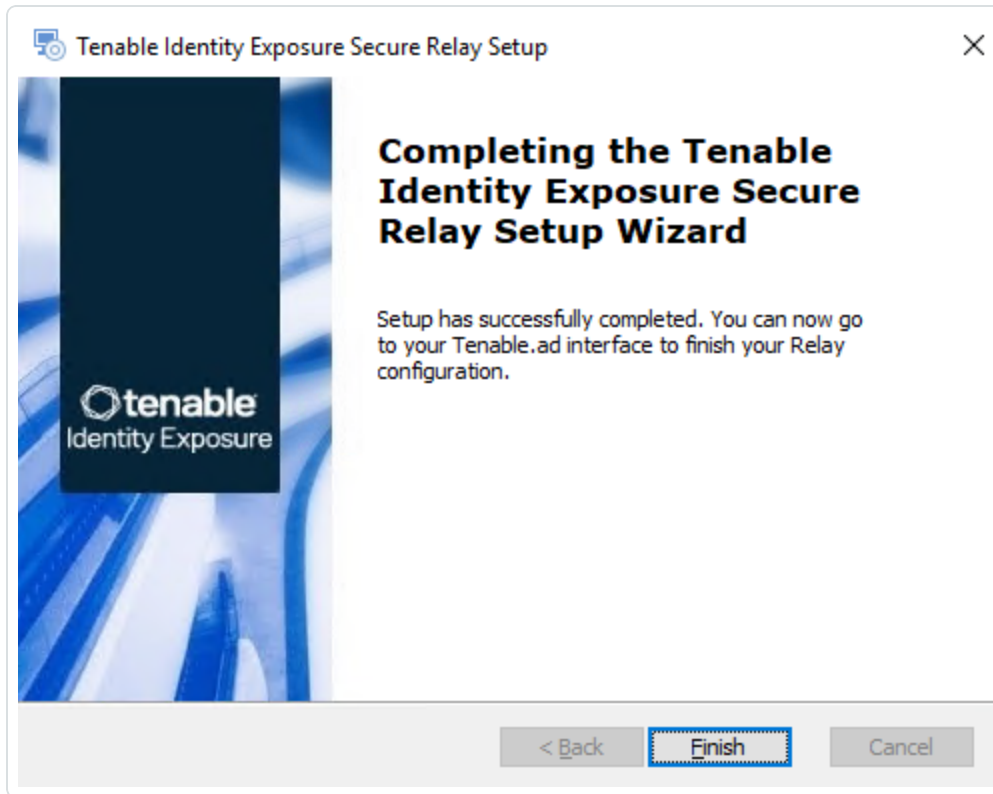 Tenable Identity Exposure Secure Relay Setup
Completing the Tenable
Identity Exposure Secure
Relay Setup Wizard
Setup has successfully completed. You can now go
to your Tenable.ad interface to finish your Relay
configuration.
tenable
Identity Exposure
< Back
Finish
Cancel